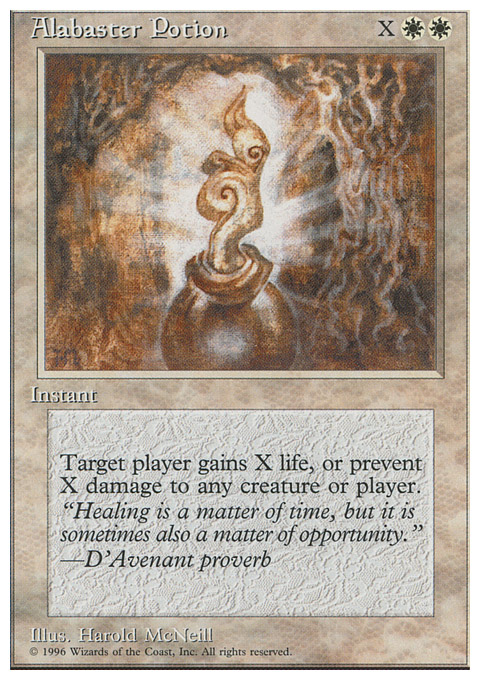 Alabaster Potion X
Instant
Target player gains X life, or prevent
X damage to any creature or player.
“Healing is a matter of time, but it is
sometimes also a matter of opportunity.”
—D'Avenant proverb
Illus. Harold McNeill
© 1996 Wizards of the Coast, Inc. All rights reserved.